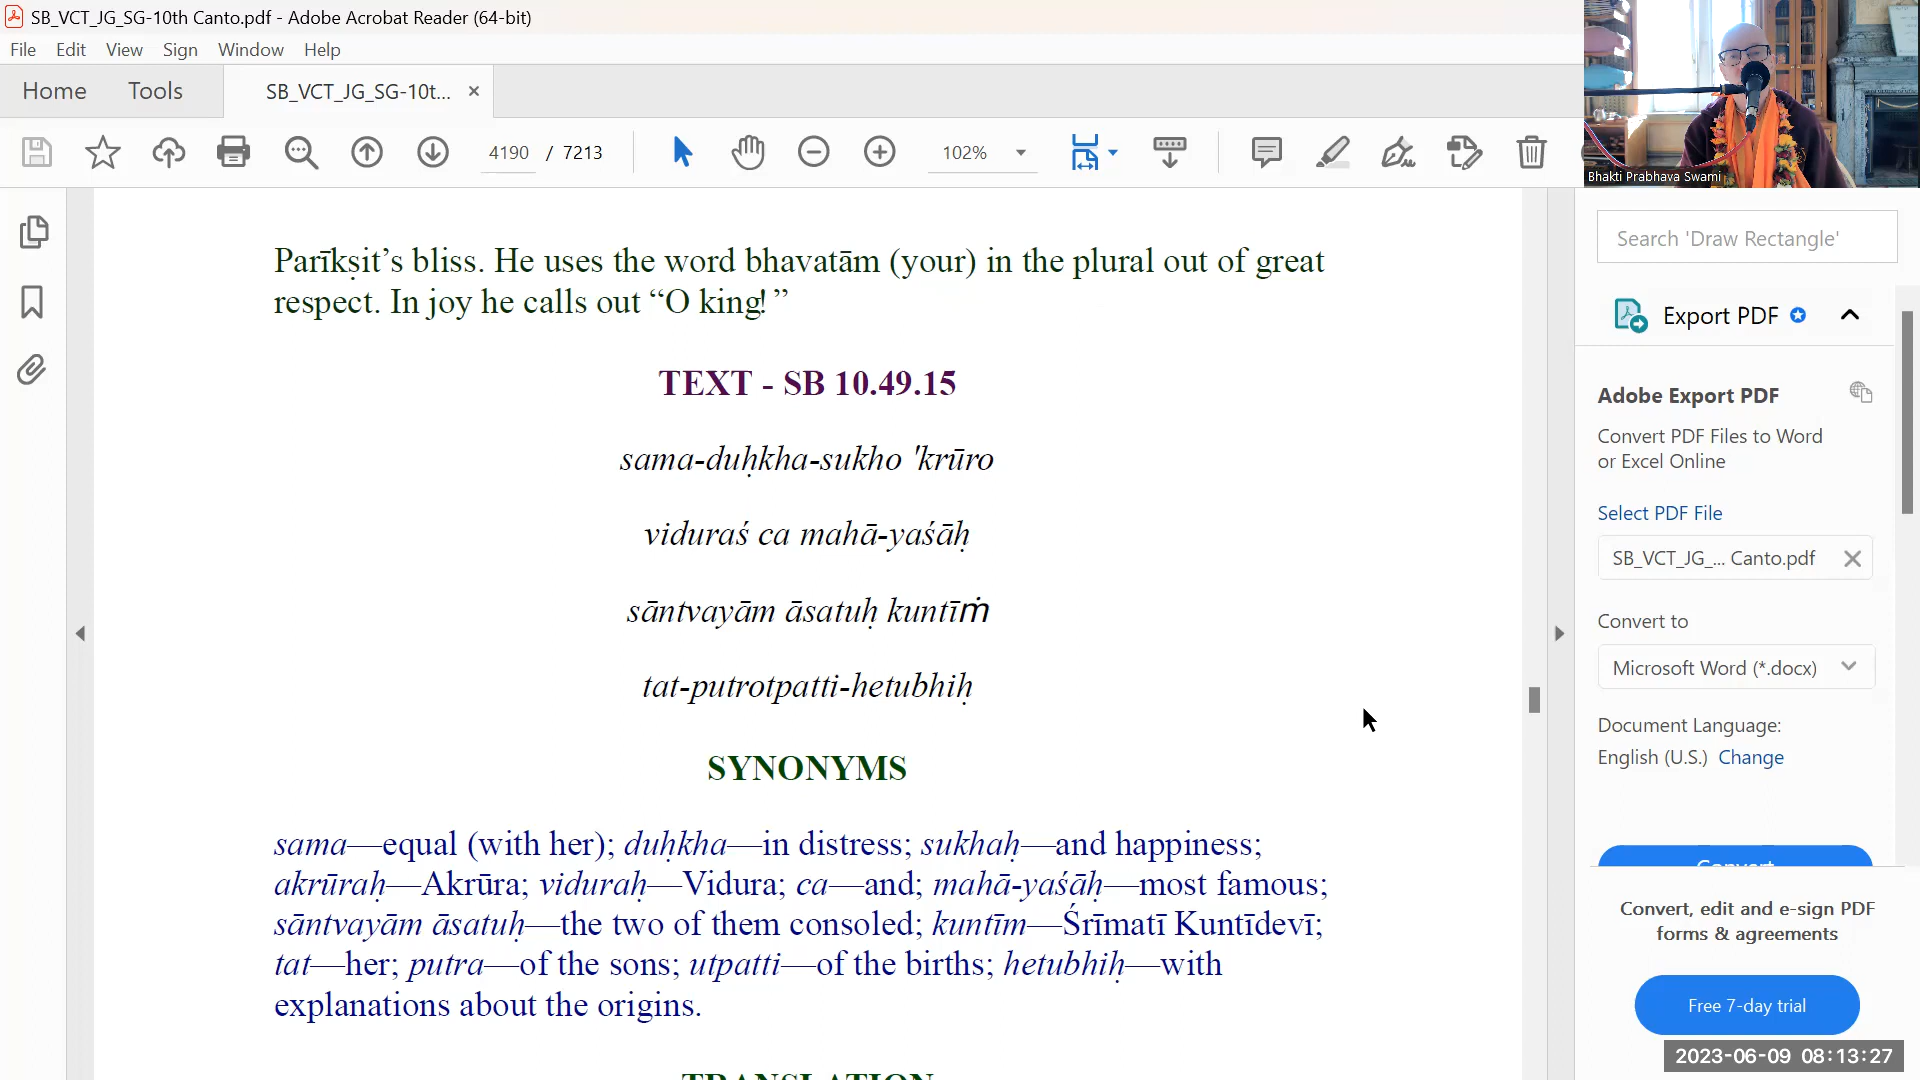 SB_VCT_JG_SG-10th Canto.pdf - Adobe Acrobat Reader (64-bit)
File Edit View Sign Window Help
Home Tools SB_VCT_JG_SG-10t... ×
4190 / 7213 102%
Bhakti Prabhava Swami
Parīkṣit’s bliss. He uses the word bhavatām (your) in the plural out of great
respect. In joy he calls out “O king!”
TEXT - SB 10.49.15
sama-duḥkha-sukho 'krūro
viduraś ca mahā-yaśāḥ
sāntvayām āsatuḥ kuntīṁ
tat-putrotpatti-hetubhiḥ
SYNONYMS
sama—equal (with her); duḥkha—in distress; sukhaḥ—and happiness;
akrūraḥ—Akrūra; viduraḥ—Vidura; ca—and; mahā-yaśāḥ—most famous;
sāntvayām āsatuḥ—the two of them consoled; kuntīm—Śrīmatī Kuntīdevī;
tat—her; putra—of the sons; utpatti—of the births; hetubhiḥ—with
explanations about the origins.
TRANSLATION
Search 'Draw Rectangle'
Export PDF
Adobe Export PDF
Convert PDF Files to Word
or Excel Online
Select PDF File
SB_VCT_JG_... Canto.pdf
Convert to
Microsoft Word (*.docx)
Document Language:
English (U.S.) Change
Convert
Convert, edit and e-sign PDF
forms & agreements
Free 7-day trial
2023-06-09 08:13:27